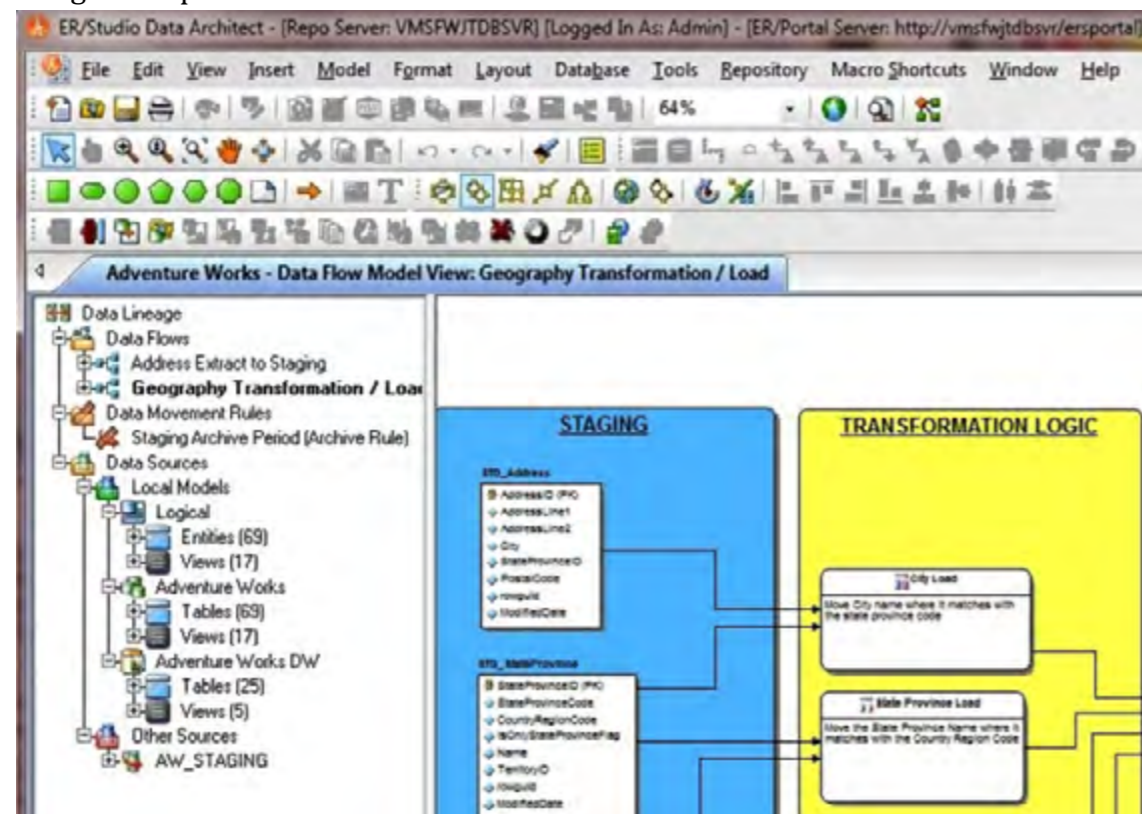 ER/Studio Data Architect - [Repo Server: VMSFWJTDBSVR] [Logged In As: Admin] - [ER/Portal Server: http://vmsfwjtdbsvr/ersportal]
File Edit View Insert Model Format Layout Database Tools Repository Macro Shortcuts Window Help
64%
Adventure Works - Data Flow Model View: Geography Transformation / Load
Data Lineage
Data Flows
Address Extract to Staging
Geography Transformation / Load
Data Movement Rules
Staging Archive Period (Archive Rule)
Data Sources
Local Models
Logical
Entities (69)
Views (17)
Adventure Works
Tables (69)
Views (17)
Adventure Works DW
Tables (25)
Views (5)
Other Sources
AW_STAGING
STAGING
AddressID (PK)
AddressLine1
AddressLine2
City
StateProvinceID
PostalCode
rowguid
ModifiedDate
StateProvinceID (PK)
StateProvinceCode
CountryRegionCode
IsOnlyStateProvinceFlag
Name
TerritoryID
rowguid
ModifiedDate
TRANSFORMATION LOGIC
City Load
Move City name where it matches with
the state province code
State Province Load
Move the State Province Name where it
matches with the Country Region Code